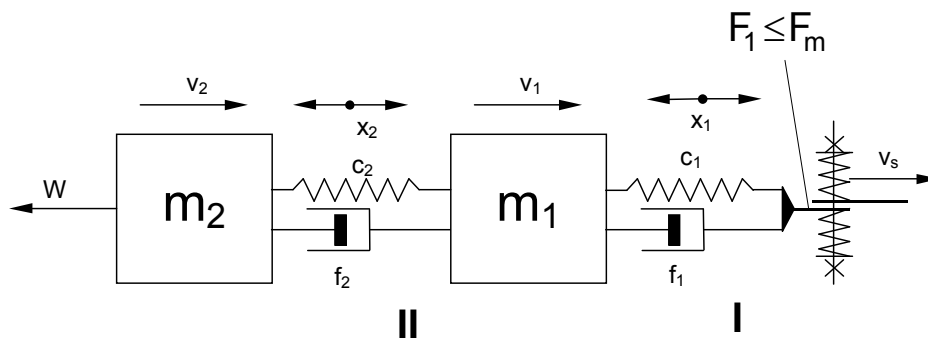 F₁ ≤ Fₘ
v₂
v₁
x₂
x₁
vₛ
c₂
c₁
W
m₂
m₁
f₂
f₁
II
I